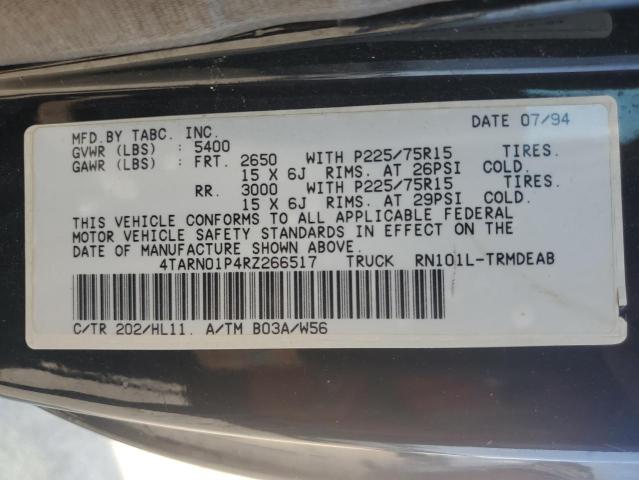 DATE 07/94
MFD.BY TABC. INC.
GVWR (LBS) : 5400
GAWR (LBS) : FRT. 2650 WITH P225/75R15 TIRES.
15 X 6J RIMS. AT 26PSI COLD.
RR. 3000 WITH P225/75R15 TIRES.
15 X 6J RIMS. AT 29PSI COLD.
THIS VEHICLE CONFORMS TO ALL APPLICABLE FEDERAL
MOTOR VEHICLE SAFETY STANDARDS IN EFFECT ON THE
DATE OF MANUFACTURE SHOWN ABOVE.
4TARN01P4RZ266517 TRUCK RN101L-TRMDEAB
C/TR 202/HL11. A/TM B03A/W56